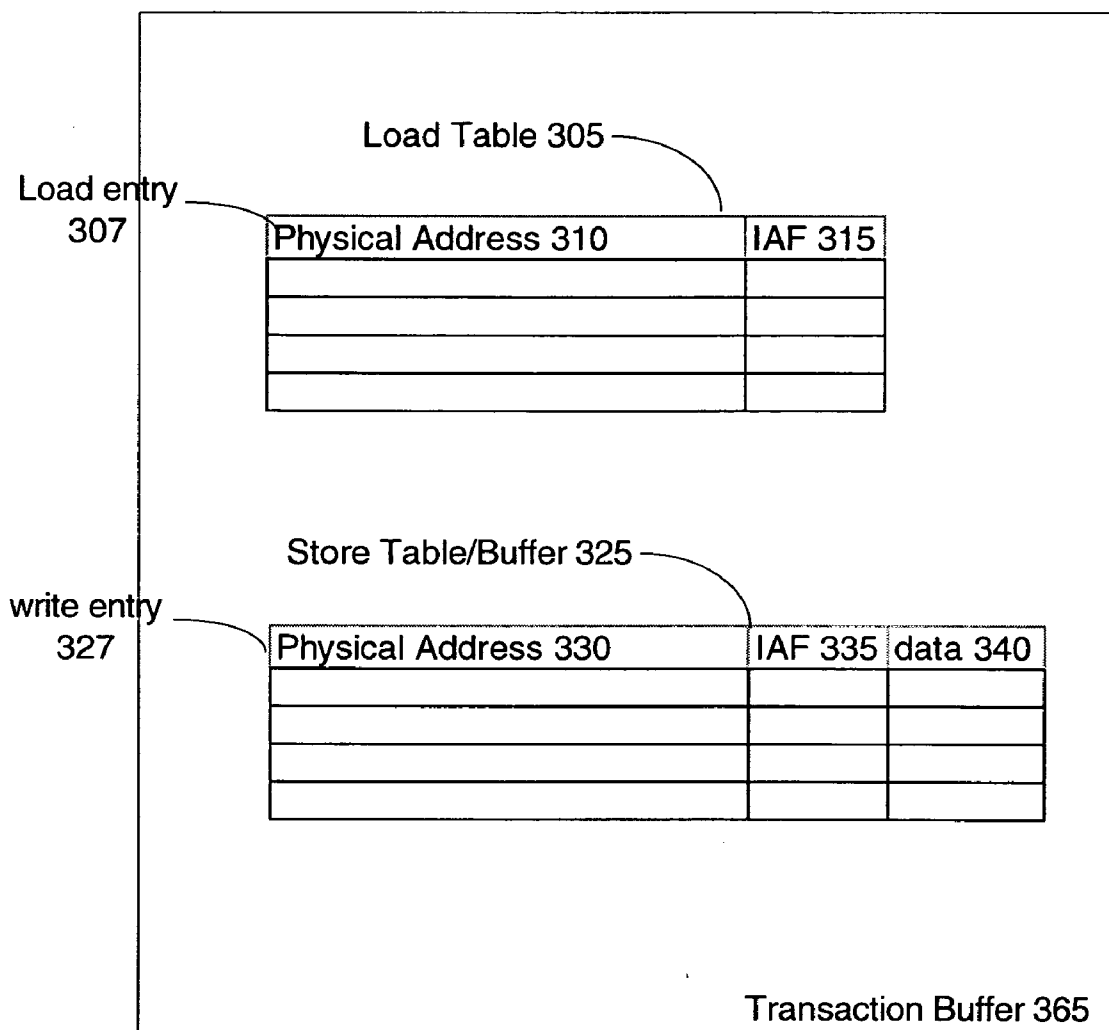 Load Table 305
Load entry
307
Physical Address 310 IAF 315
Store Table/Buffer 325
write entry
327
Physical Address 330 IAF 335 data 340
Transaction Buffer 365